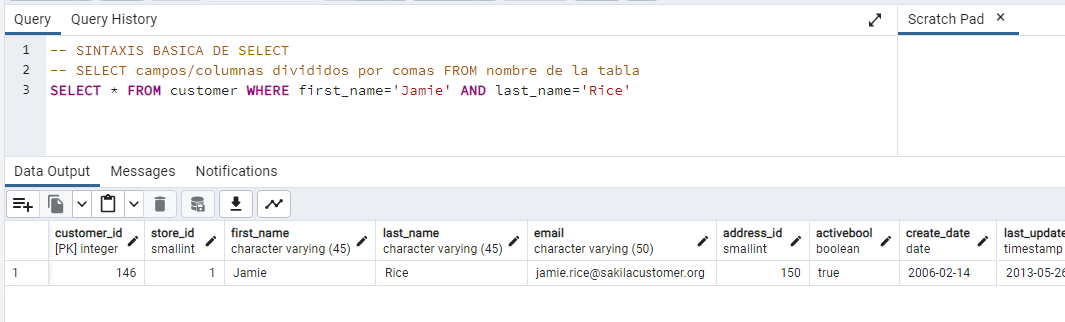 Query Query History Scratch Pad ×
1 -- SINTAXIS BASICA DE SELECT
2 -- SELECT campos/columnas divididos por comas FROM nombre de la tabla
3 SELECT * FROM customer WHERE first_name='Jamie' AND last_name='Rice'
Data Output Messages Notifications
customer_id store_id first_name last_name email address_id activebool create_date last_update
[PK] integer smallint character varying (45) character varying (45) character varying (50) smallint boolean date timestamp
1 146 1 Jamie Rice jamie.rice@sakilacustomer.org 150 true 2006-02-14 2013-05-26